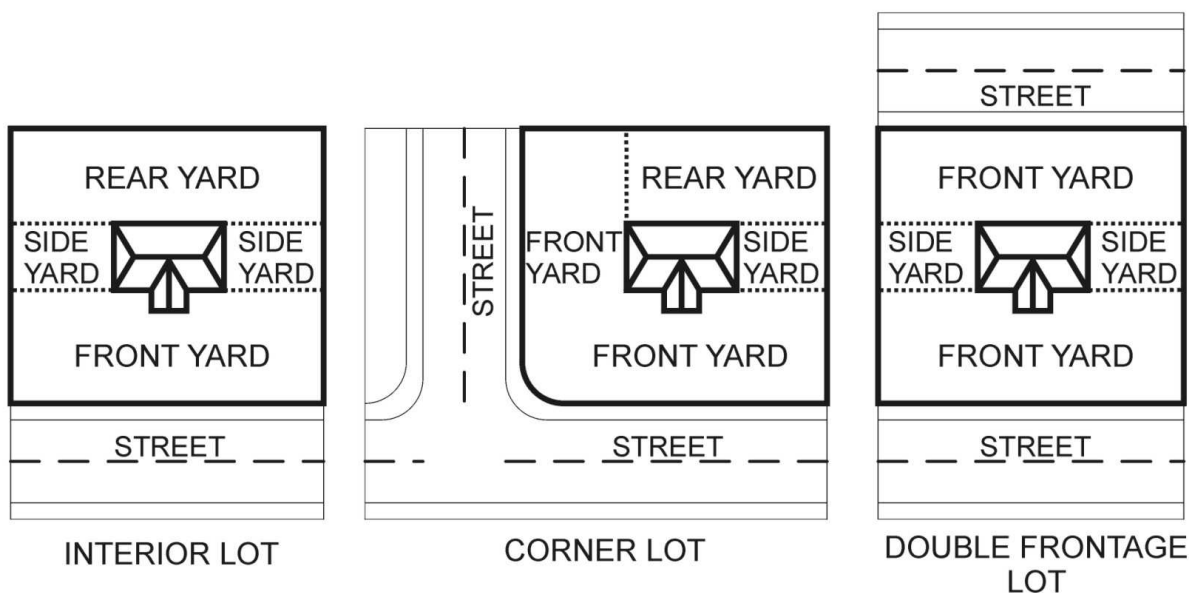 REAR YARD
SIDE
YARD
SIDE
YARD
FRONT YARD
STREET
INTERIOR LOT
STREET
REAR YARD
FRONT
YARD
SIDE
YARD
FRONT YARD
STREET
CORNER LOT
STREET
FRONT YARD
SIDE
YARD
SIDE
YARD
FRONT YARD
STREET
DOUBLE FRONTAGE
LOT